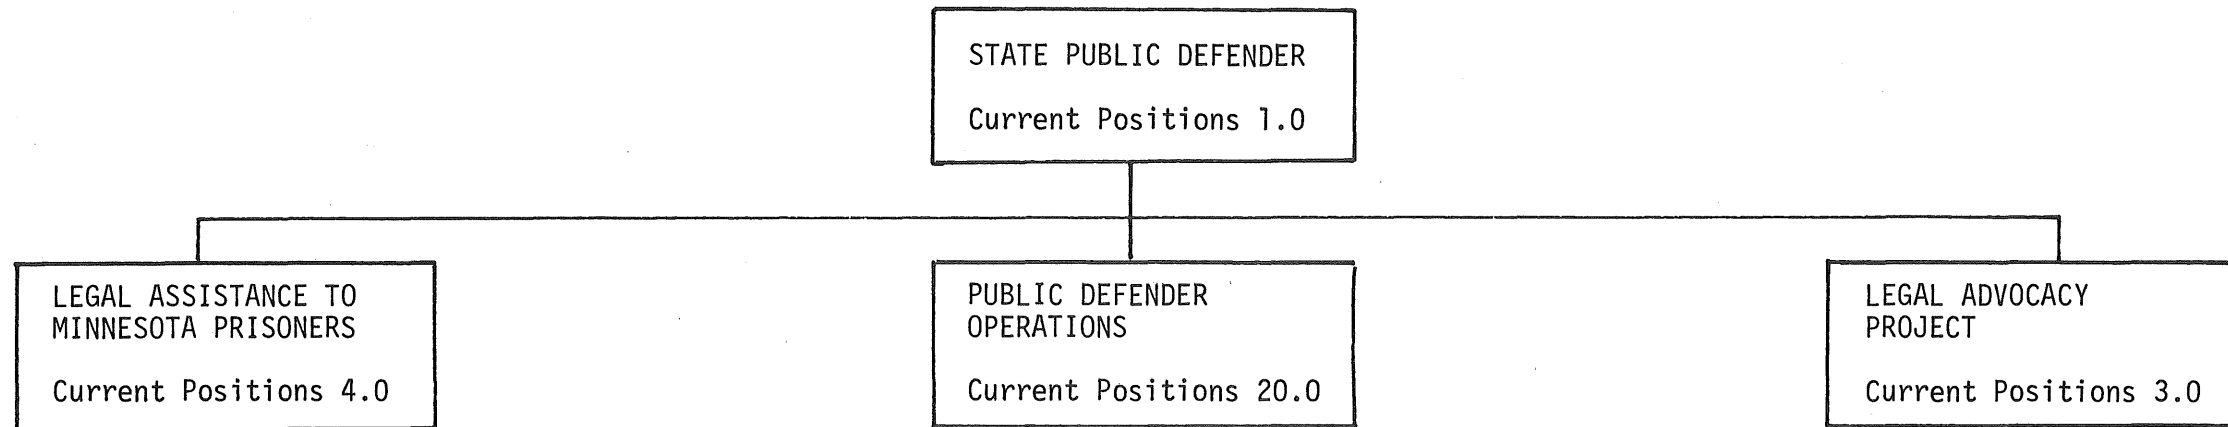 STATE PUBLIC DEFENDER
Current Positions 1.0
LEGAL ASSISTANCE TO
MINNESOTA PRISONERS
Current Positions 4.0
PUBLIC DEFENDER
OPERATIONS
Current Positions 20.0
LEGAL ADVOCACY
PROJECT
Current Positions 3.0